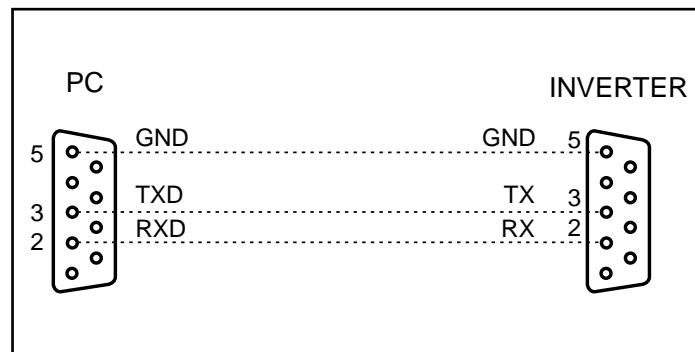 PC
INVERTER
5 GND GND 5
3 TXD TX 3
2 RXD RX 2